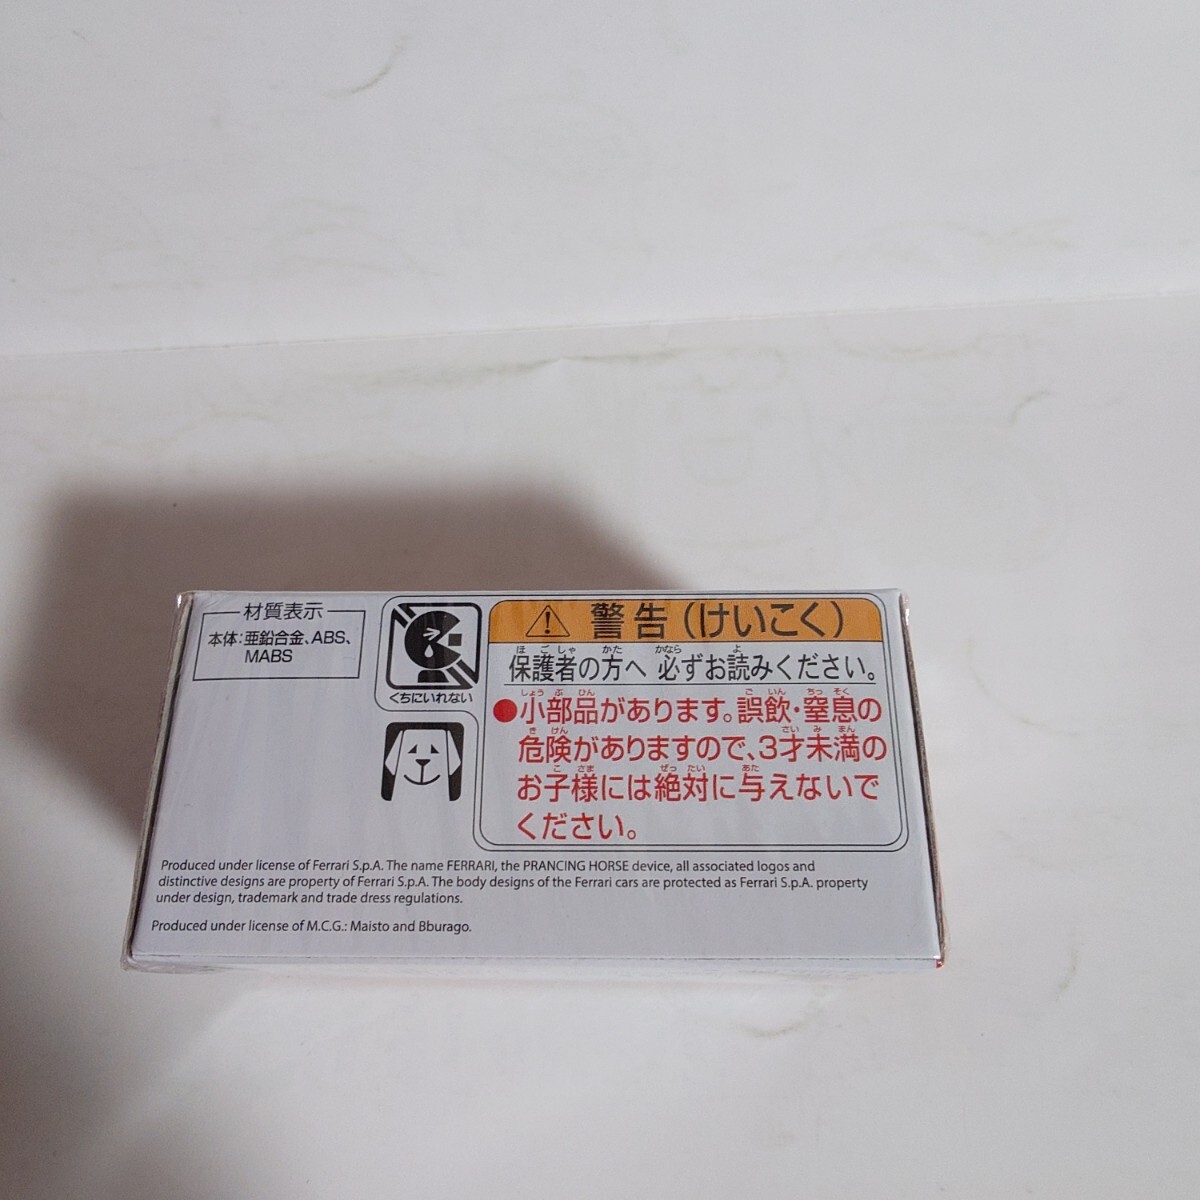 材質表示
本体：亜鉛合金、ABS、
MABS
くちにいれない
警告（けいこく）
ほごしゃ かた かなら よ
保護者の方へ 必ずお読みください。
しょうぶひん ごいん ちっそく
●小部品があります。誤飲・窒息の
きけん さいみまん
危険がありますので、3才未満の
こさま ぜったい あた
お子様には絶対に与えないで
ください。
Produced under license of Ferrari S.p.A. The name FERRARI, the PRANCING HORSE device, all associated logos and
distinctive designs are property of Ferrari S.p.A. The body designs of the Ferrari cars are protected as Ferrari S.p.A. property
under design, trademark and trade dress regulations.
Produced under license of M.C.G.: Maisto and Bburago.